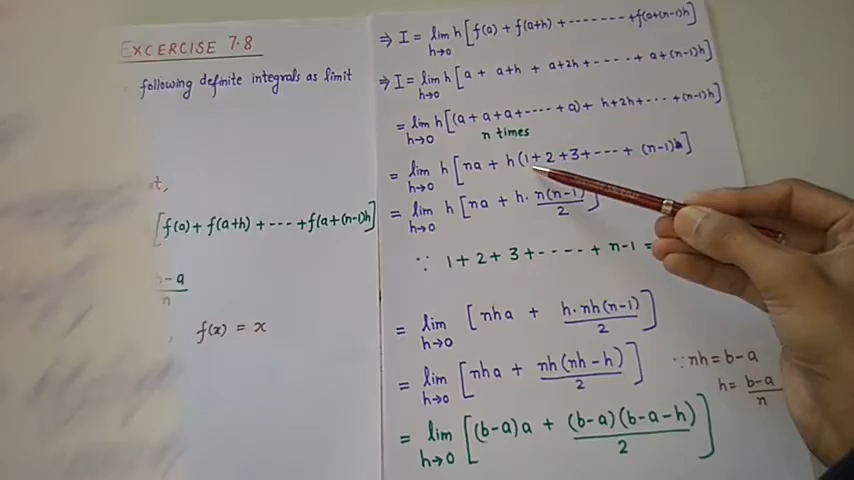 EXCERCISE 7.8
following definite integrals as limit
[f(a) + f(a+h) + ---- + f(a+(n-1)h]
f(x) = x
⇒ I = lim h→0 h[f(a) + f(a+h) + ------- + f(a+(n-1)h]
⇒ I = lim h→0 h[a + a+h + a+2h + ----- + a+(n-1)h]
= lim h→0 h[(a+a+a+----+a) + h+2h+--- + (n-1)h]
n times
= lim h→0 h[na + h(1+2+3+--- + (n-1)]
= lim h→0 h[na + h. n(n-1)/2]
∵ 1+2+3+---- + n-1 =
= lim h→0 [nha + h.nh(n-1)/2]
= lim h→0 [nha + nh(nh-h)/2] ∵ nh = b-a
h = b-a/n
= lim h→0 [(b-a)a + (b-a)(b-a-h)/2]